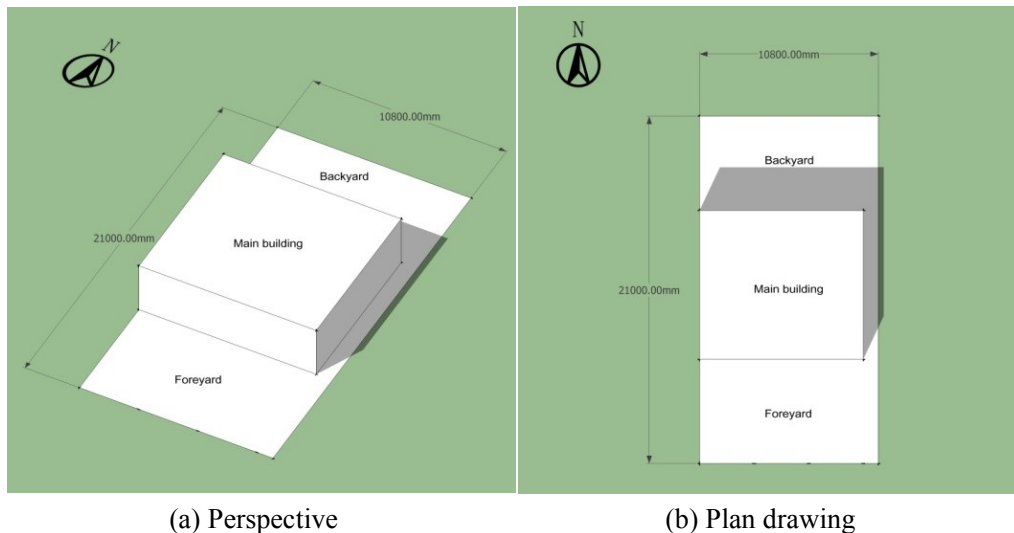 N
10800.00mm
Backyard
21000.00mm
Main building
Foreyard
N
10800.00mm
Backyard
21000.00mm
Main building
Foreyard
(a) Perspective
(b) Plan drawing